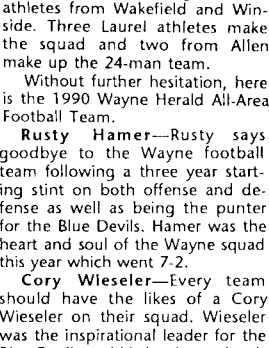 athletes from Wakefield and Win-
side. Three Laurel athletes make
the squad and two from Allen
make up the 24-man team.
Without further hesitation, here
is the 1990 Wayne Herald All-Area
Football Team.
Rusty Hamer—Rusty says
goodbye to the Wayne football
team following a three year start-
ing stint on both offense and de-
fense as well as being the punter
for the Blue Devils. Hamer was the
heart and soul of the Wayne squad
this year which went 7-2.
Cory Wieseler—Every team
should have the likes of a Cory
Wieseler on their squad. Wieseler
was the inspirational leader for the